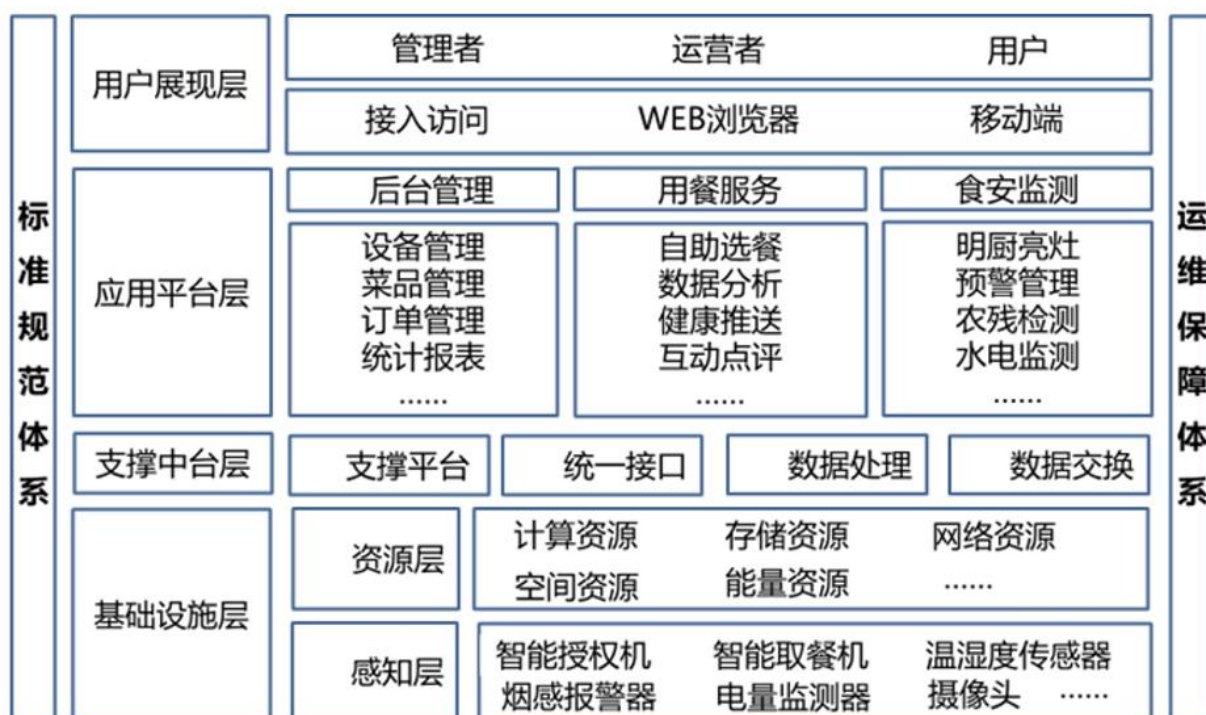 标准规范体系
用户展现层
管理者 运营者 用户
接入访问 WEB浏览器 移动端
应用平台层
后台管理 用餐服务 食安监测
设备管理 自助选餐 明厨亮灶
菜品管理 数据分析 预警管理
订单管理 健康推送 农残检测
统计报表 互动点评 水电监测
…… …… ……
支撑中台层
支撑平台 统一接口 数据处理 数据交换
基础设施层
资源层
计算资源 存储资源 网络资源
空间资源 能量资源 ……
感知层
智能授权机 智能取餐机 温湿度传感器
烟感报警器 电量监测器 摄像头 ……
运维保障体系